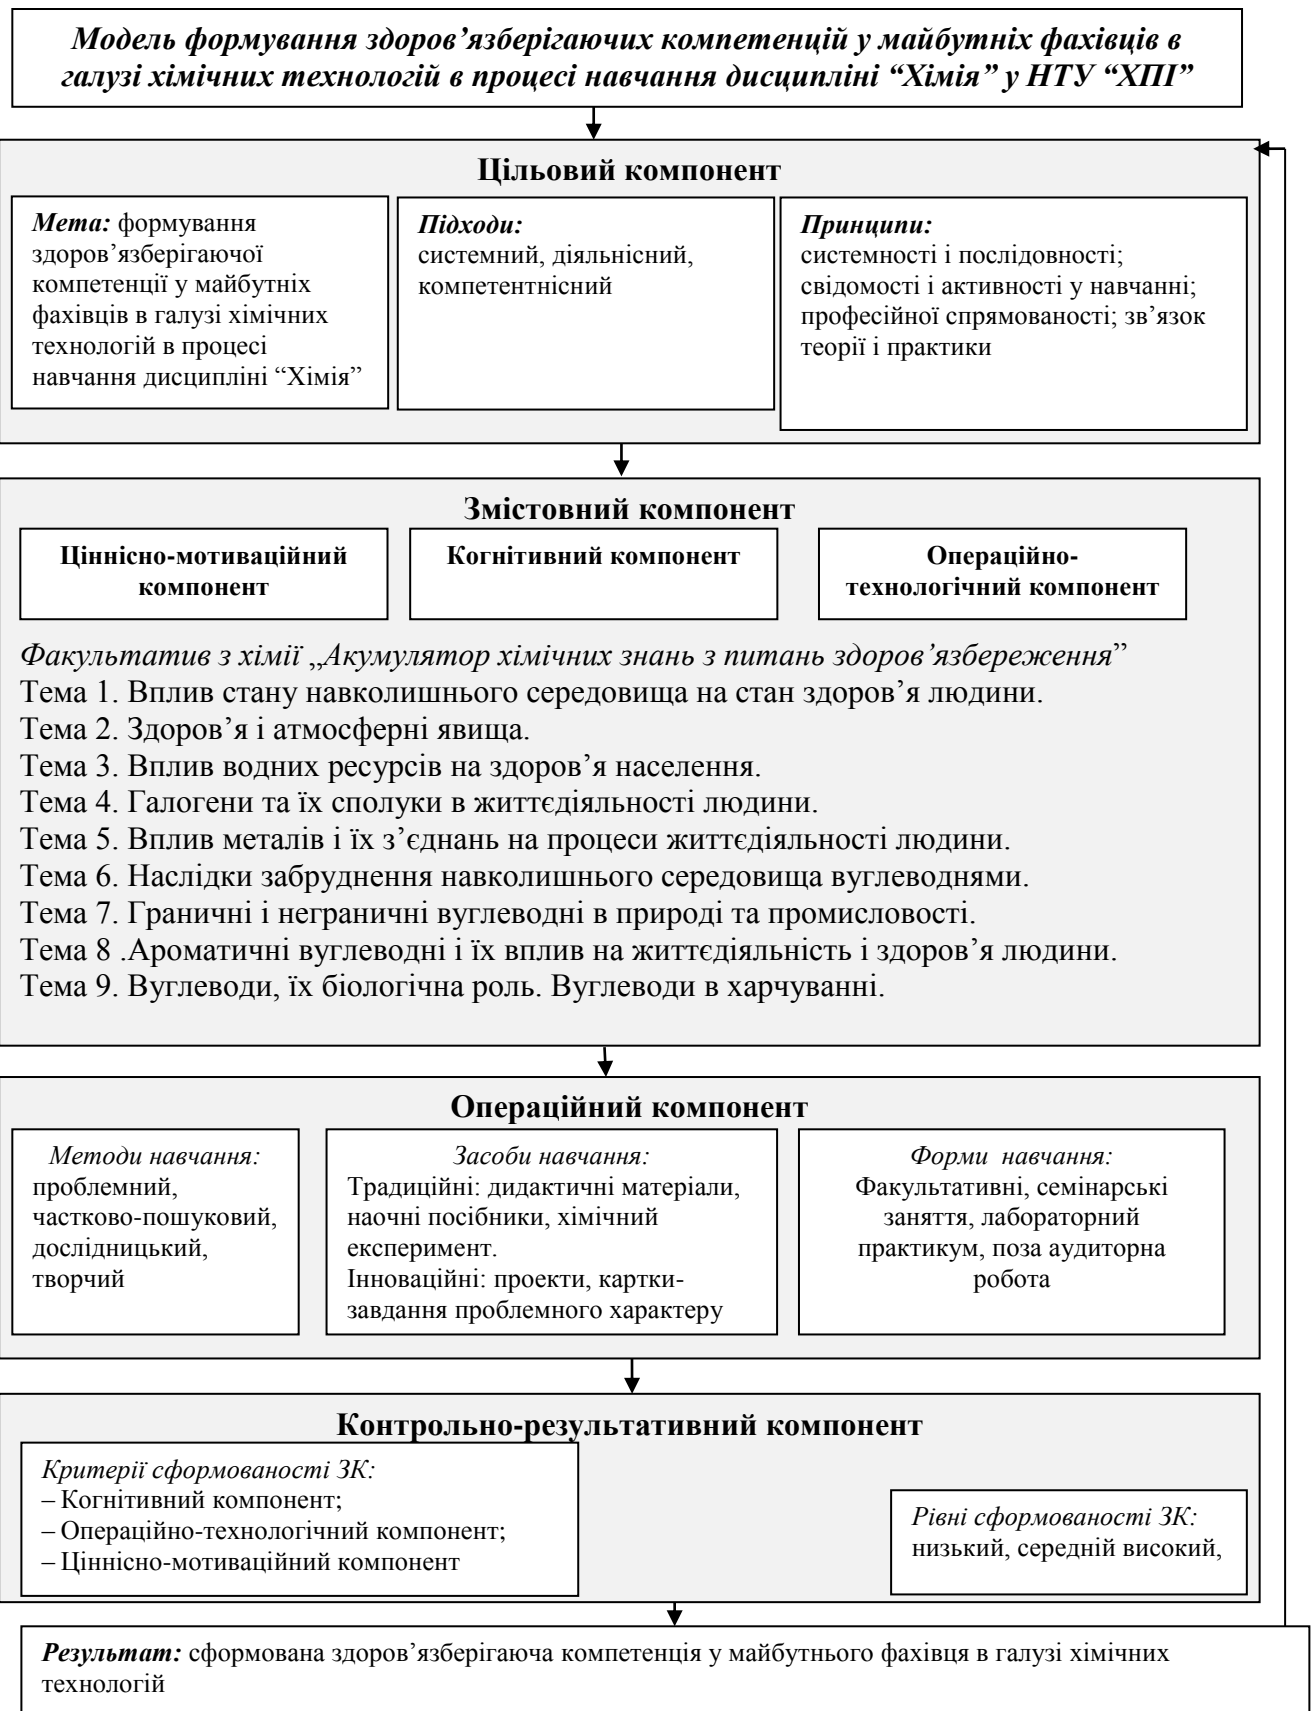 Модель формування здоров’язберігаючих компетенцій у майбутніх фахівців в
галузі хімічних технологій в процесі навчання дисципліні “Хімія” у НТУ “ХПІ”
Цільовий компонент
Мета: формування
здоров’язберігаючої
компетенції у майбутніх
фахівців в галузі хімічних
технологій в процесі
навчання дисципліні “Хімія”
Підходи:
системний, діяльнісний,
компетентнісний
Принципи:
системності і послідовності;
свідомості і активності у навчанні;
професійної спрямованості; зв’язок
теорії і практики
Змістовний компонент
Ціннісно-мотиваційний
компонент
Когнітивний компонент
Операційно-
технологічний компонент
Факультатив з хімії „Акумулятор хімічних знань з питань здоров’язбереження”
Тема 1. Вплив стану навколишнього середовища на стан здоров’я людини.
Тема 2. Здоров’я і атмосферні явища.
Тема 3. Вплив водних ресурсів на здоров’я населення.
Тема 4. Галогени та їх сполуки в життєдіяльності людини.
Тема 5. Вплив металів і їх з’єднань на процеси життєдіяльності людини.
Тема 6. Наслідки забруднення навколишнього середовища вуглеводнями.
Тема 7. Граничні і неграничні вуглеводні в природі та промисловості.
Тема 8 .Ароматичні вуглеводні і їх вплив на життєдіяльність і здоров’я людини.
Тема 9. Вуглеводи, їх біологічна роль. Вуглеводи в харчуванні.
Операційний компонент
Методи навчання:
проблемний,
частково-пошуковий,
дослідницький,
творчий
Засоби навчання:
Традиційні: дидактичні матеріали,
наочні посібники, хімічний
експеримент.
Інноваційні: проекти, картки-
завдання проблемного характеру
Форми навчання:
Факультативні, семінарські
заняття, лабораторний
практикум, поза аудиторна
робота
Контрольно-результативний компонент
Критерії сформованості ЗК:
– Когнітивний компонент;
– Операційно-технологічний компонент;
– Ціннісно-мотиваційний компонент
Рівні сформованості ЗК:
низький, середній високий,
Результат: сформована здоров’язберігаюча компетенція у майбутнього фахівця в галузі хімічних
технологій